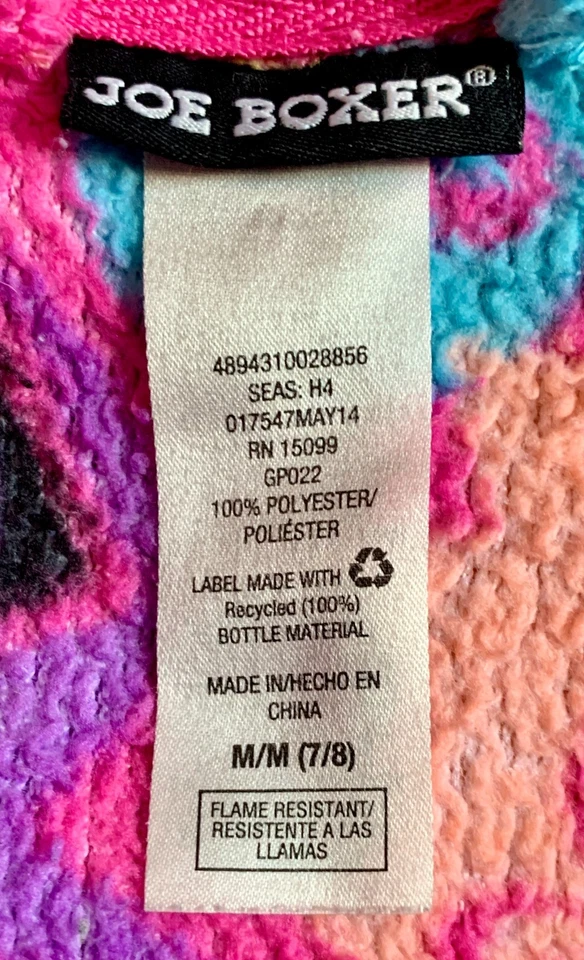 JOE BOXER®
4894310028856
SEAS: H4
017547MAY14
RN 15099
GP022
100% POLYESTER/
POLIÉSTER
LABEL MADE WITH
Recycled (100%)
BOTTLE MATERIAL
MADE IN/HECHO EN
CHINA
M/M (7/8)
FLAME RESISTANT/
RESISTENTE A LAS
LLAMAS